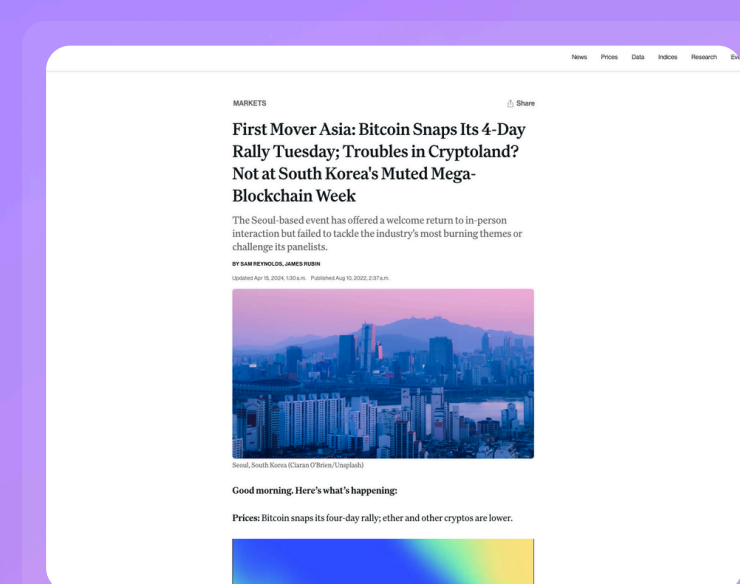 News Prices Data Indices Research
MARKETS
Share
First Mover Asia: Bitcoin Snaps Its 4-Day
Rally Tuesday; Troubles in Cryptoland?
Not at South Korea's Muted Mega-
Blockchain Week
The Seoul-based event has offered a welcome return to in-person
interaction but failed to tackle the industry's most burning themes or
challenge its panelists.
BY SAM REYNOLDS, JAMES RUBIN
Updated Apr 15, 2024, 1:30 a.m. Published Aug 10, 2022, 2:37 a.m.
Seoul, South Korea (Ciaran O'Brien/Unsplash)
Good morning. Here's what's happening:
Prices: Bitcoin snaps its four-day rally; ether and other cryptos are lower.